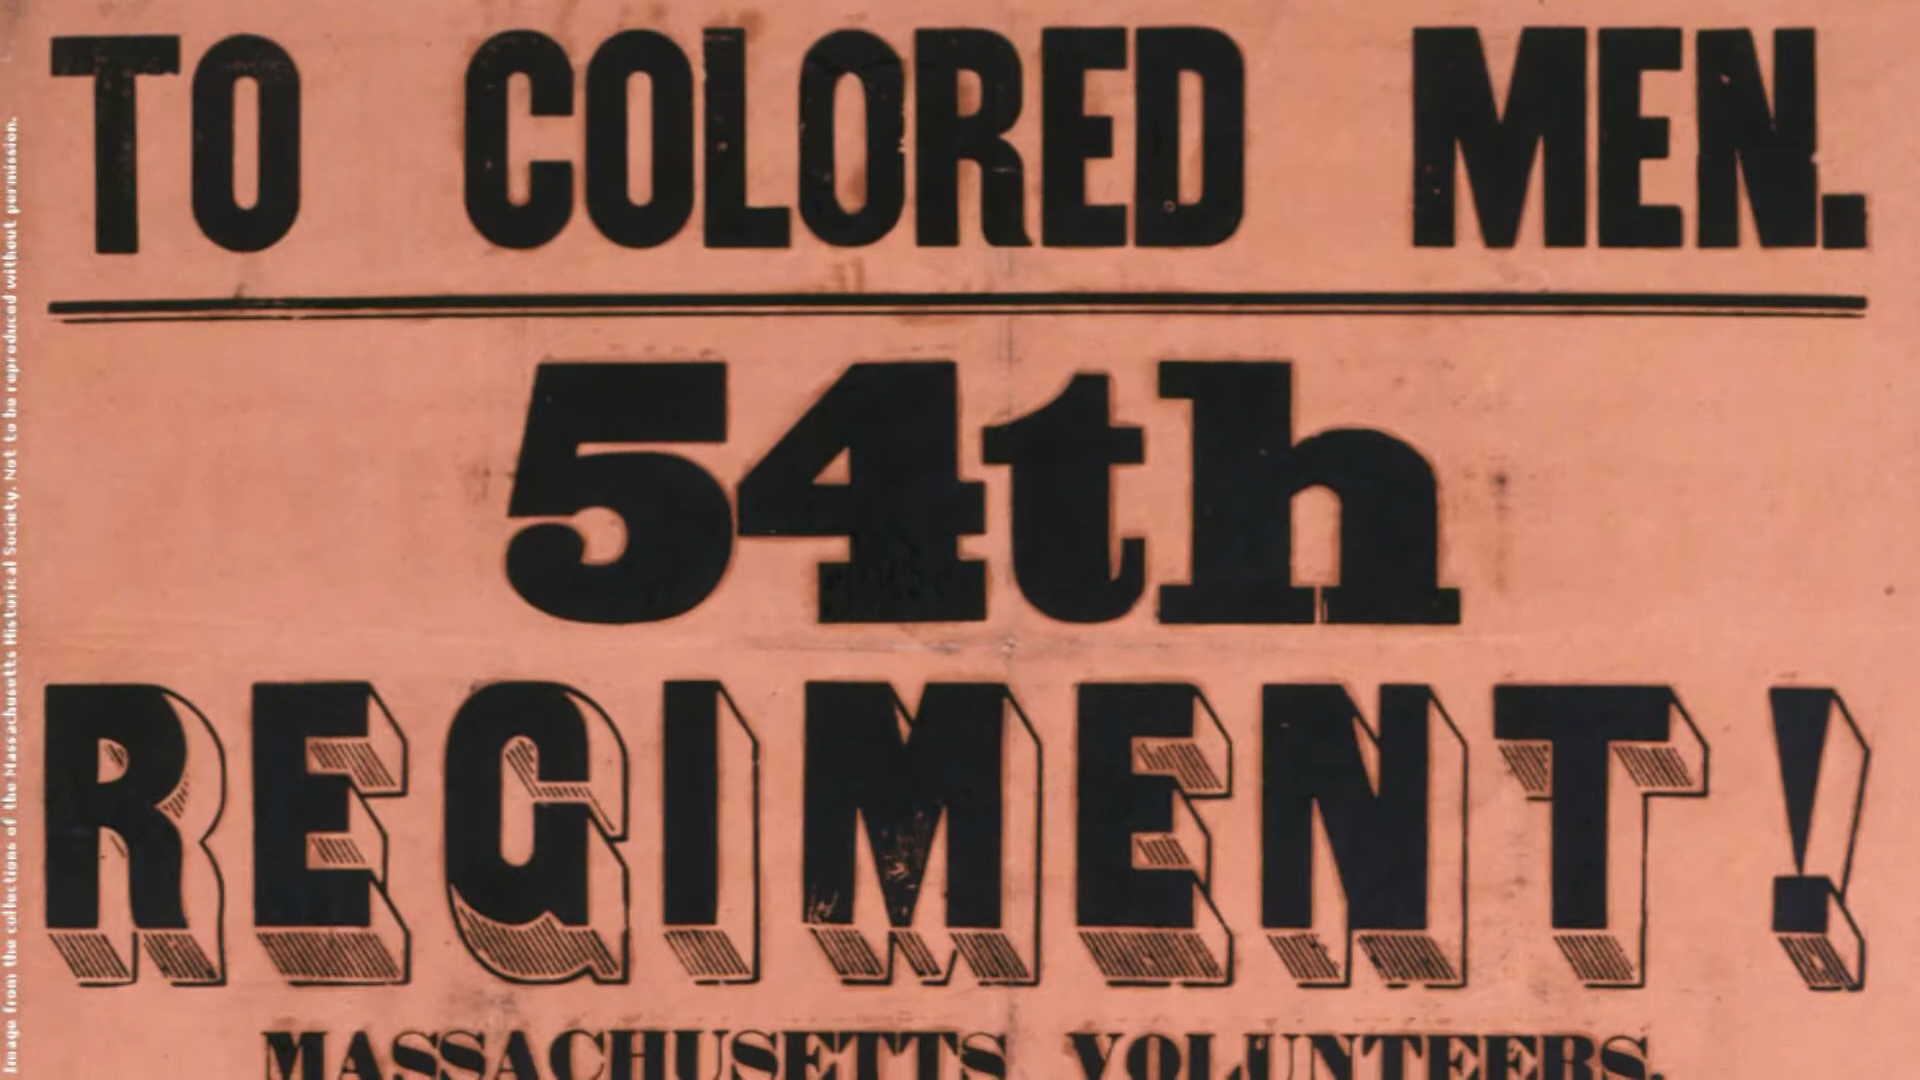 TO COLORED MEN.
54th
REGIMENT!
MASSACHUSETTS VOLUNTEERS.
Image from the collections of the Massachusetts Historical Society. Not to be reproduced without permission.